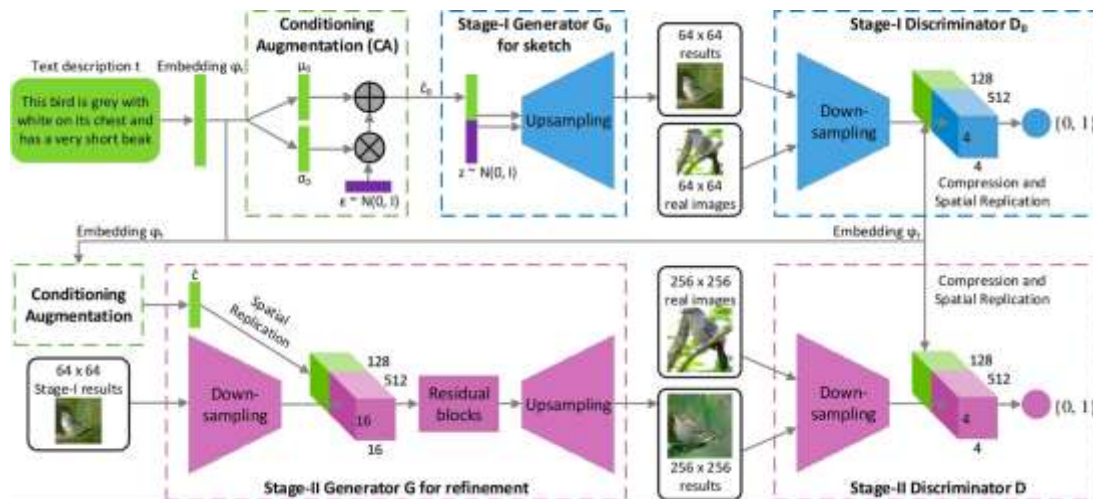 Conditioning
Augmentation (CA)
Stage-I Generator G₀
for sketch
64 x 64
results
Stage-I Discriminator D₀
Text description t
Embedding φₜ
μ₀
ĉ₀
128
512
This bird is grey with
white on its chest and
has a very short beak
Upsampling
Down-
sampling
{0, 1}
4
4
σ₀
ε ~ N(0, I)
z ~ N(0, I)
64 x 64
real images
Compression and
Spatial Replication
Embedding φₜ
Embedding φₜ
Conditioning
Augmentation
ĉ
Spatial
Replication
256 x 256
real images
Compression and
Spatial Replication
64 x 64
Stage-I results
Down-
sampling
128
512
16
16
Residual
blocks
Upsampling
Down-
sampling
128
512
4
4
{0, 1}
256 x 256
results
Stage-II Generator G for refinement
Stage-II Discriminator D